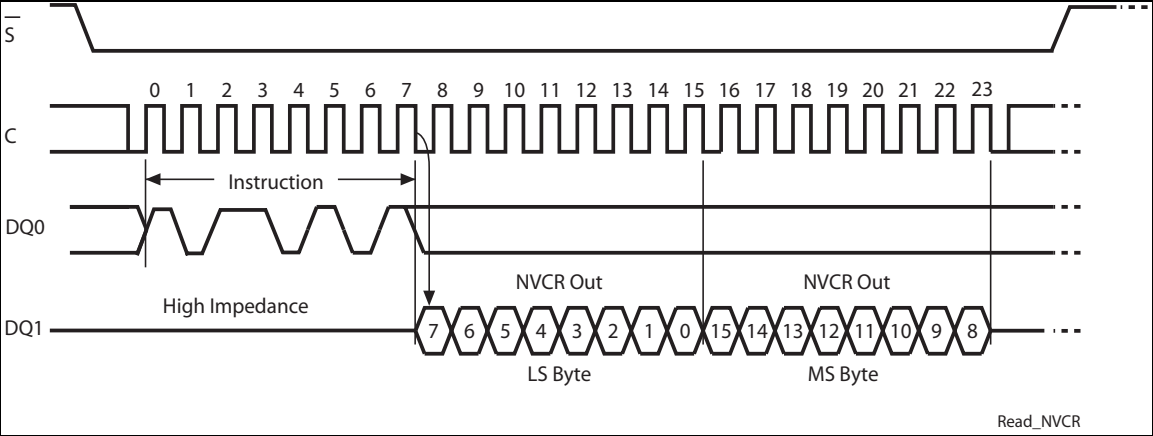 S
0 1 2 3 4 5 6 7 8 9 10 11 12 13 14 15 16 17 18 19 20 21 22 23
C
Instruction
DQ0
NVCR Out NVCR Out
High Impedance
DQ1 7 6 5 4 3 2 1 0 15 14 13 12 11 10 9 8
LS Byte MS Byte
Read_NVCR